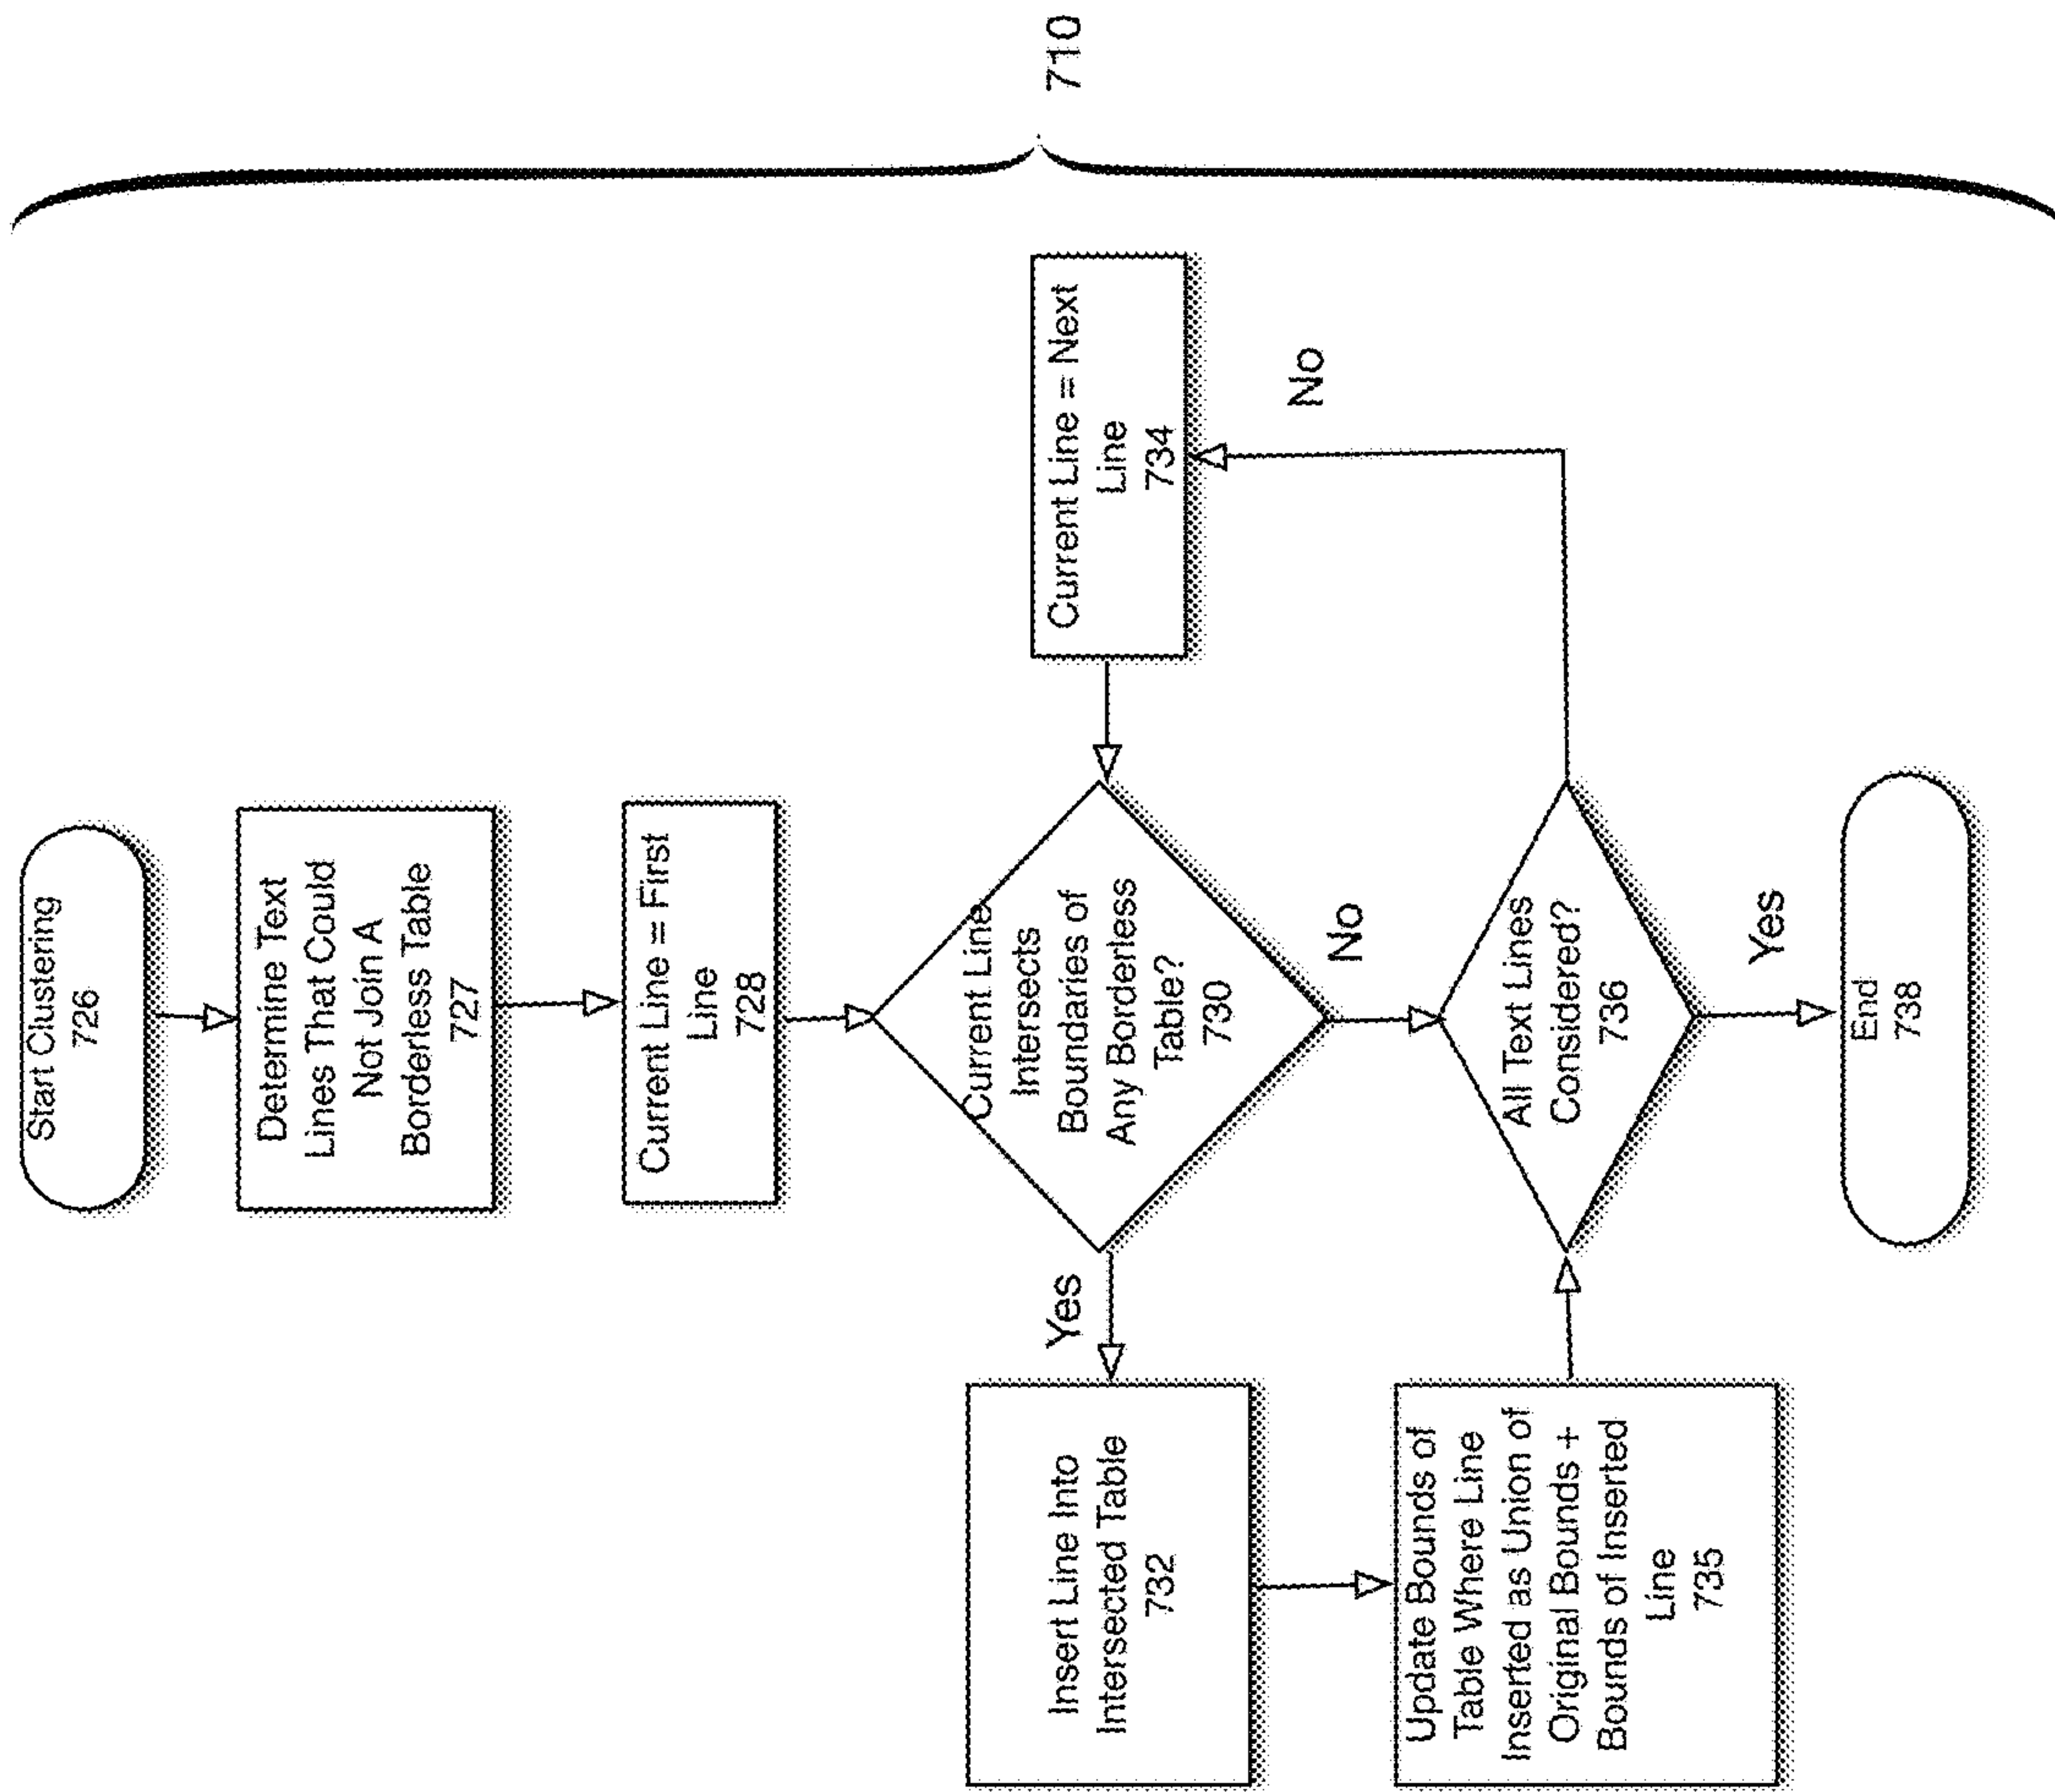 Start Clustering
726
Determine Text
Lines That Could
Not Join A
Borderless Table
727
Current Line = First
Line
728
Current Line
Intersects
Boundaries of
Any Borderless
Table?
730
Yes
No
Insert Line Into
Intersected Table
732
Current Line = Next
Line
734
Update Bounds of
Table Where Line
Inserted as Union of
Original Bounds +
Bounds of Inserted
Line
735
All Text Lines
Considered?
736
No
Yes
End
738
710